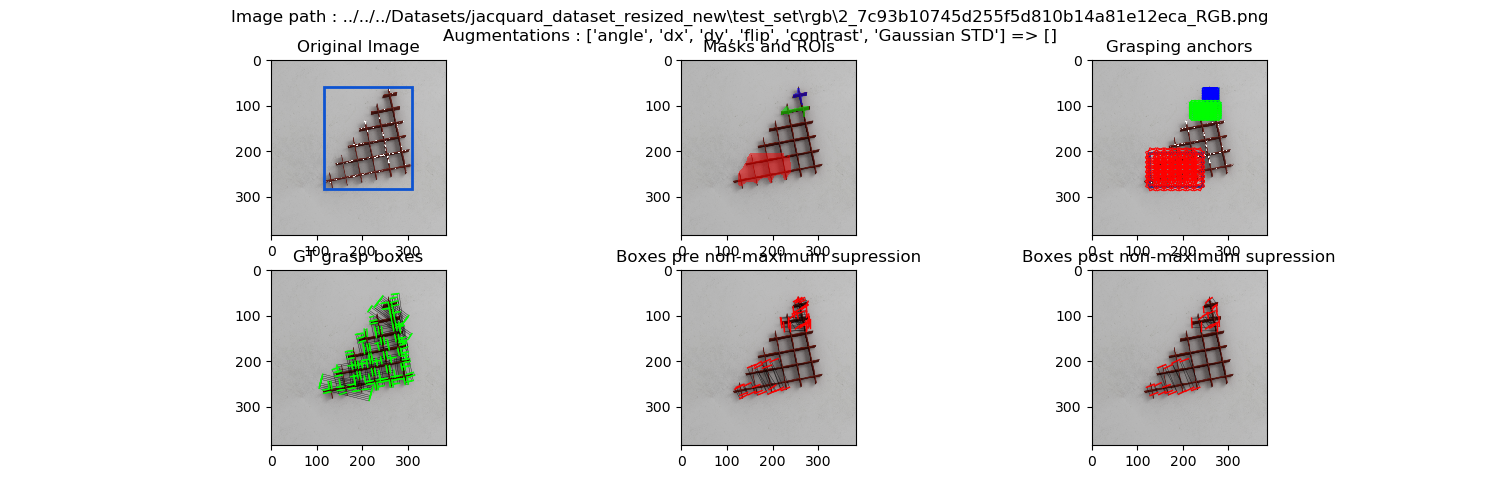 Image path : ../../../Datasets/jacquard_dataset_resized_new\test_set\rgb\2_7c93b10745d255f5d810b14a81e12eca_RGB.png
Augmentations : ['angle', 'dx', 'dy', 'flip', 'contrast', 'Gaussian STD'] => []
Original Image
Masks and ROIs
Grasping anchors
0
100
200
300
0 100 200 300
0
100
200
300
0 100 200 300
0
100
200
300
0 100 200 300
GT grasp boxes
Boxes pre non-maximum supression
Boxes post non-maximum supression
0
100
200
300
0 100 200 300
0
100
200
300
0 100 200 300
0
100
200
300
0 100 200 300